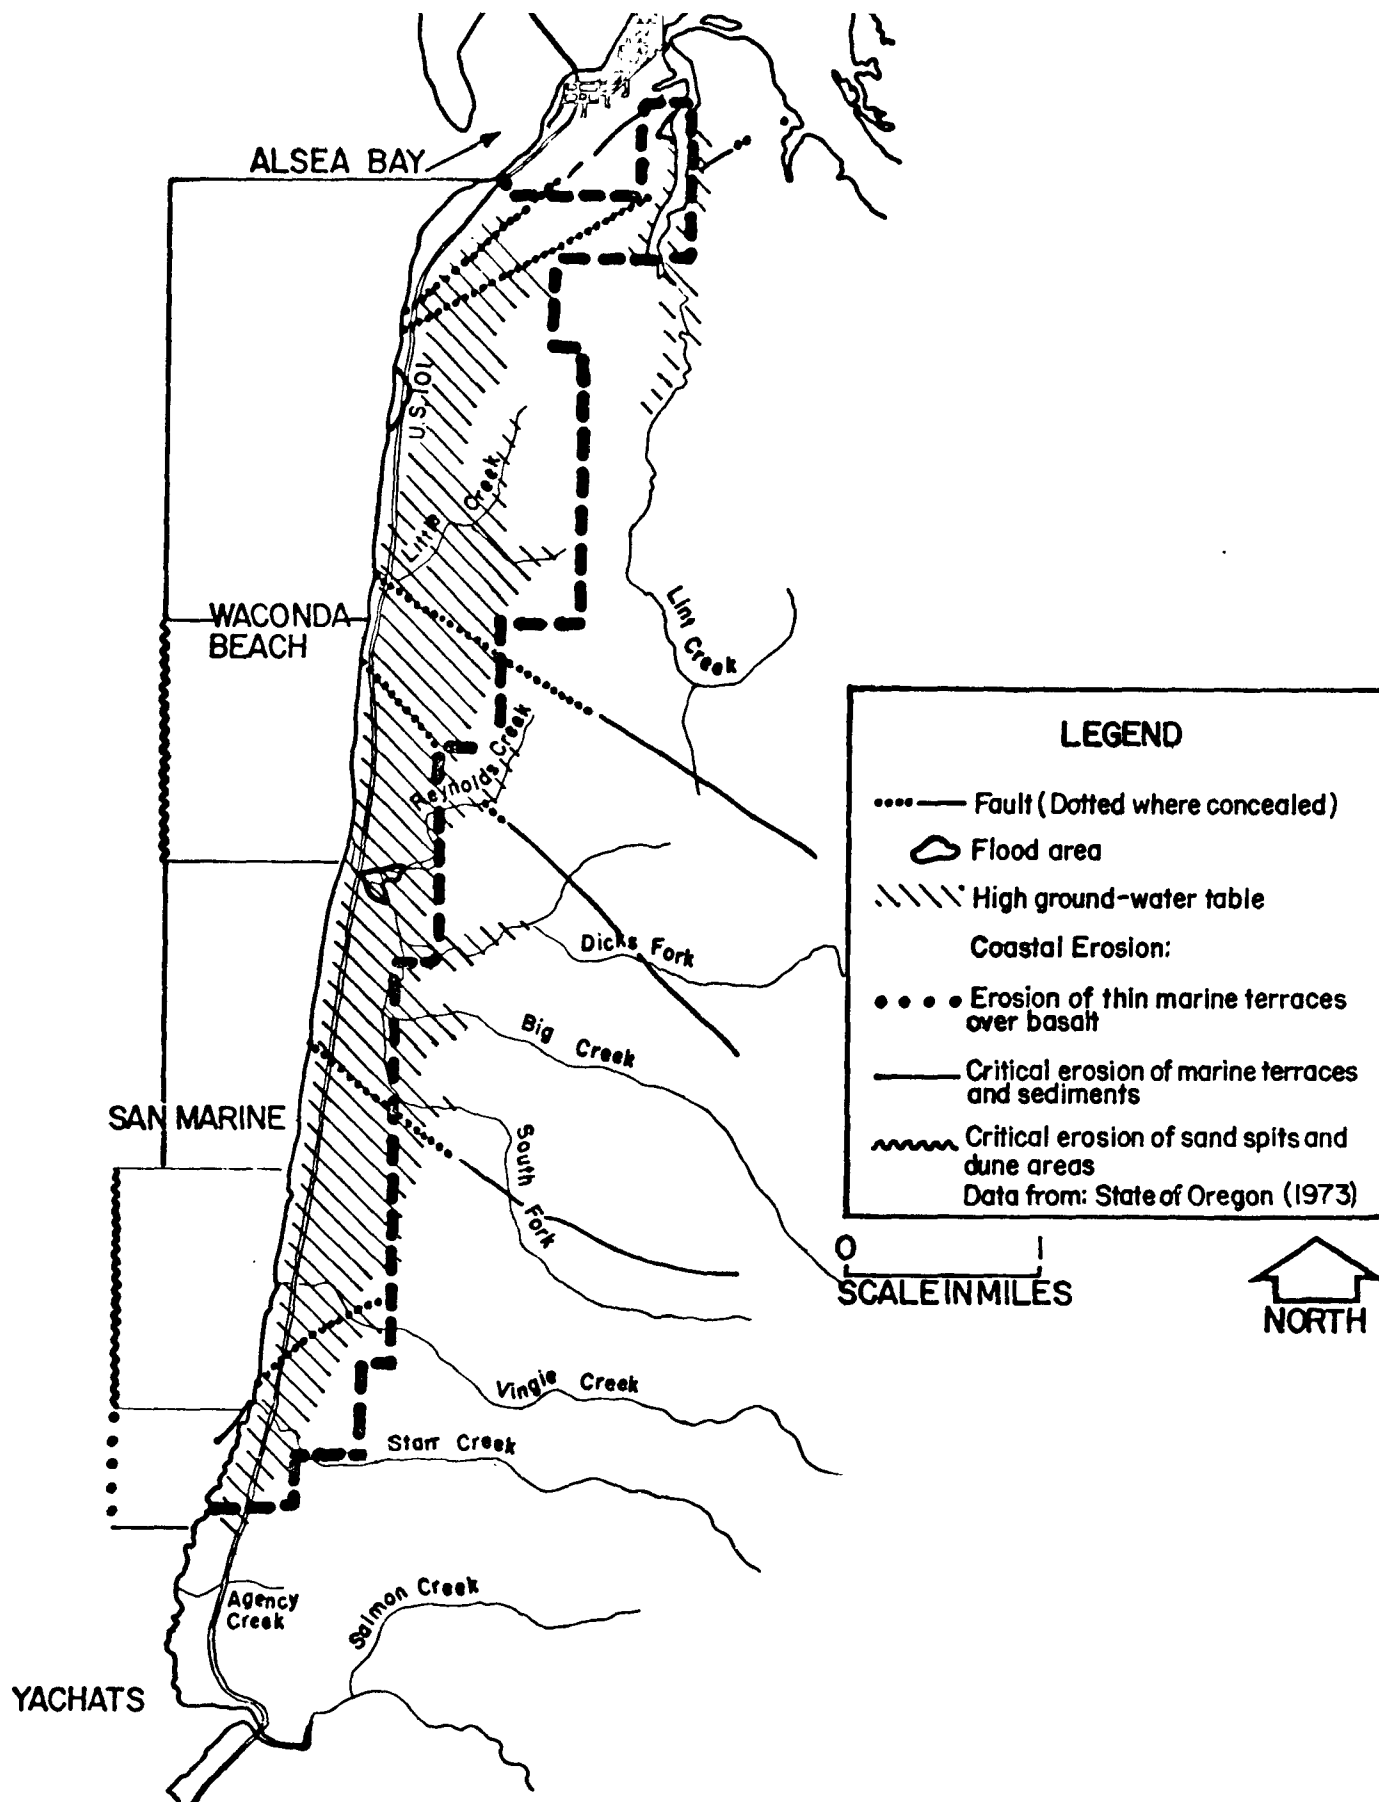 ALSEA BAY
U.S. 101
Little Creek
WACONDA
BEACH
Lint Creek
Reynolds Creek
LEGEND
Fault (Dotted where concealed)
Flood area
High ground-water table
Coastal Erosion:
Erosion of thin marine terraces
over basalt
Critical erosion of marine terraces
and sediments
Critical erosion of sand spits and
dune areas
Data from: State of Oregon (1973)
Dicks Fork
Big Creek
SAN MARINE
South Fork
0 1
SCALE IN MILES
NORTH
Vingie Creek
Starr Creek
Agency
Creek
Salmon Creek
YACHATS